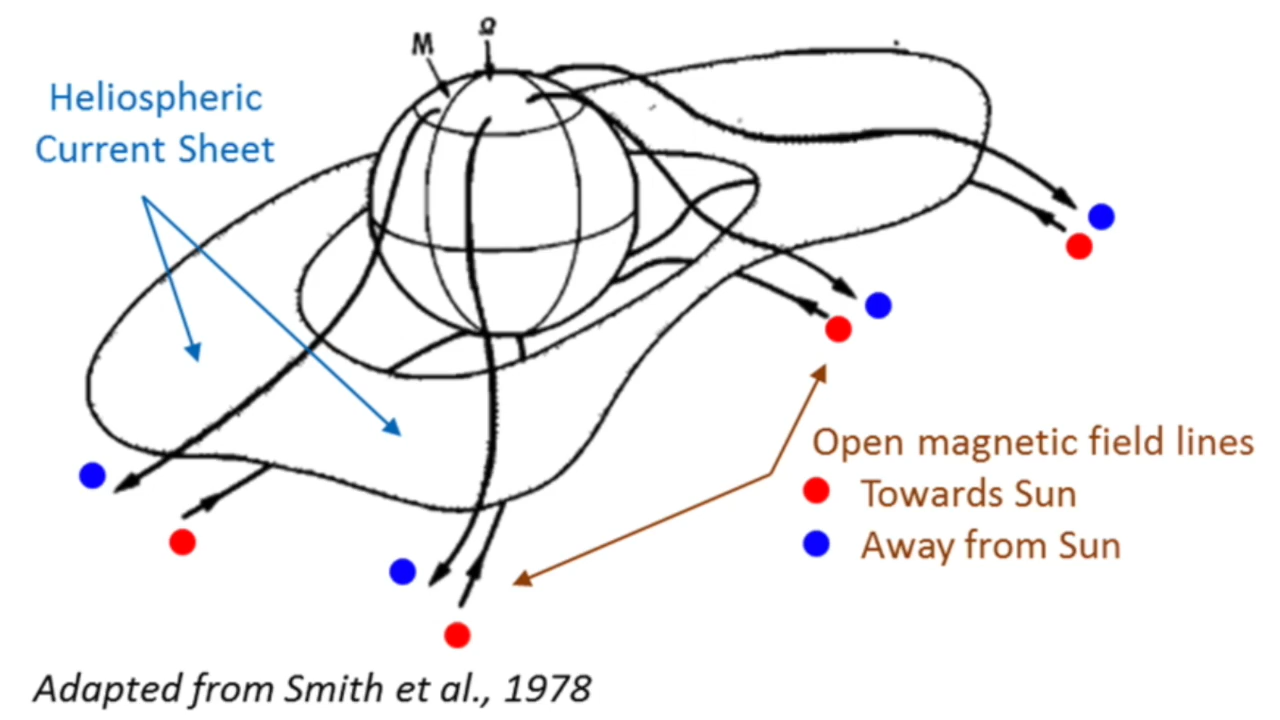 M
Ω
Heliospheric
Current Sheet
Open magnetic field lines
Towards Sun
Away from Sun
Adapted from Smith et al., 1978